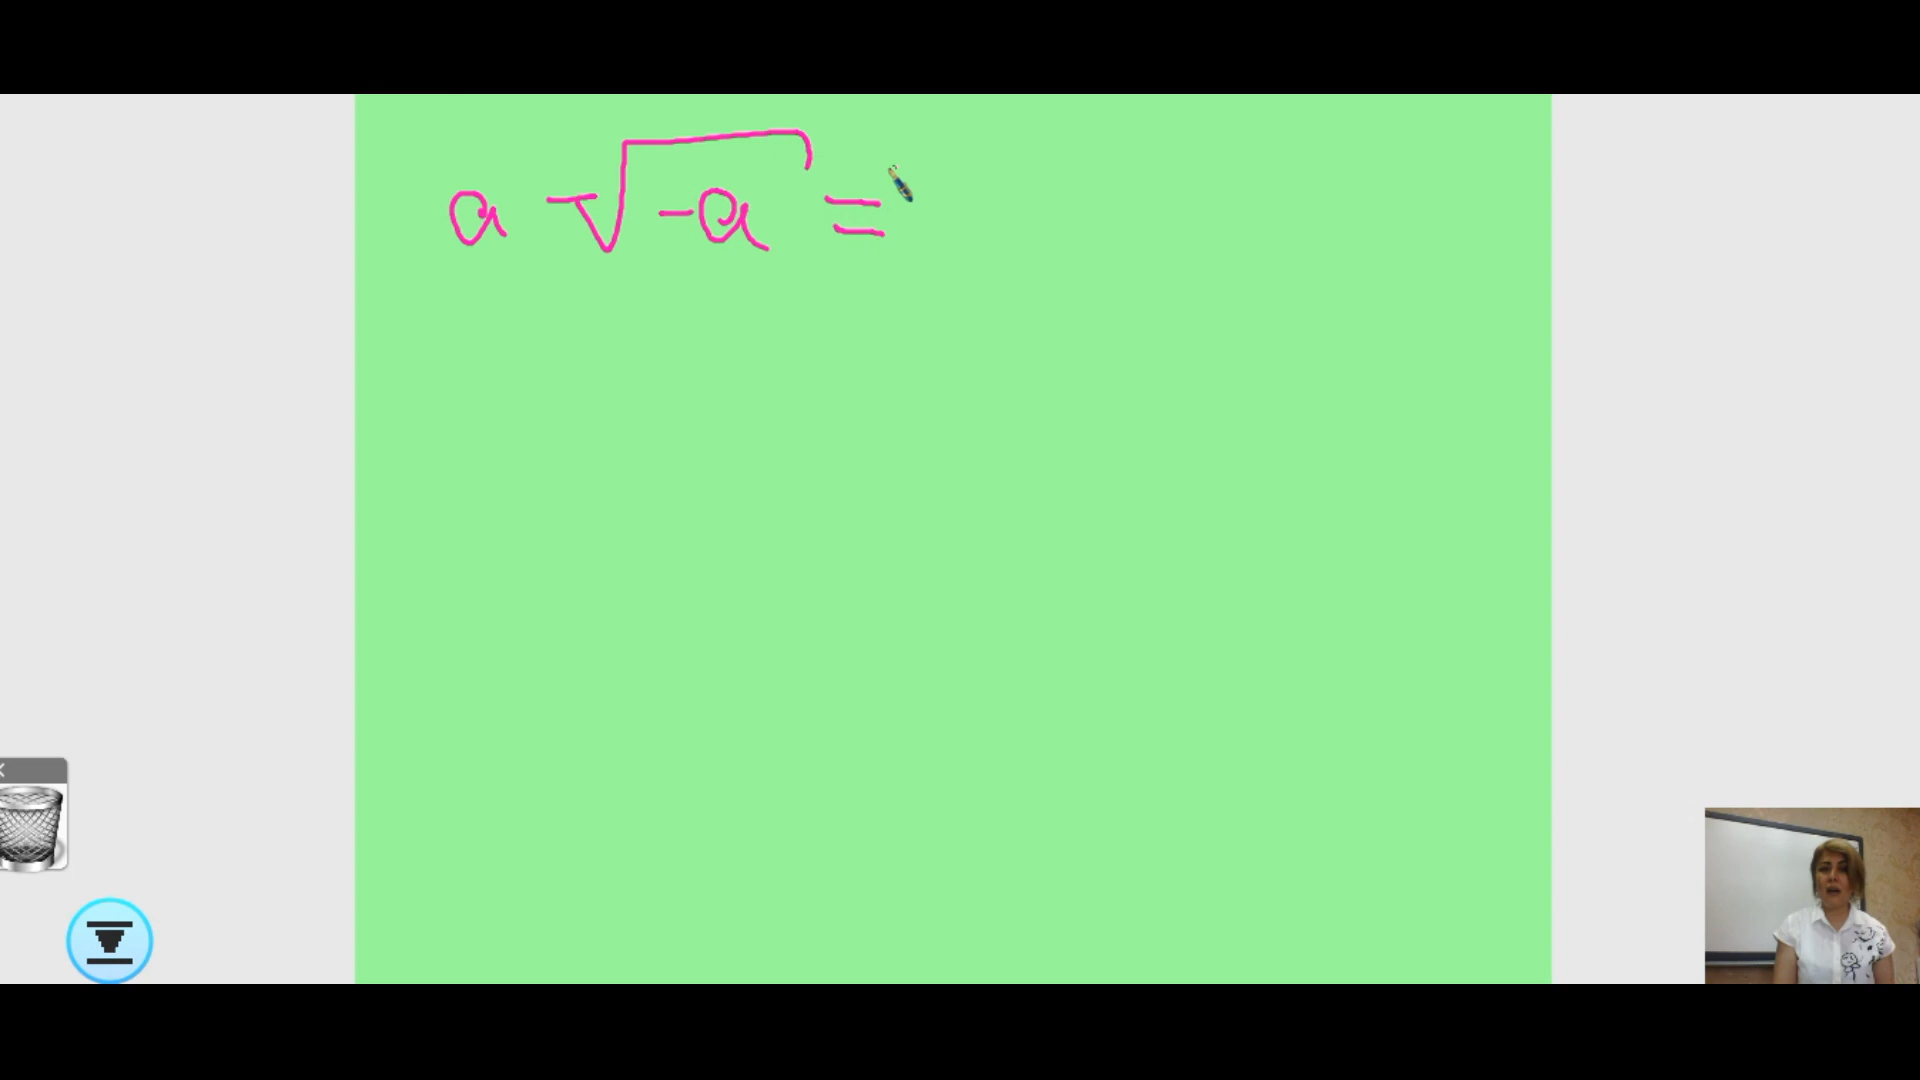 a √-a =